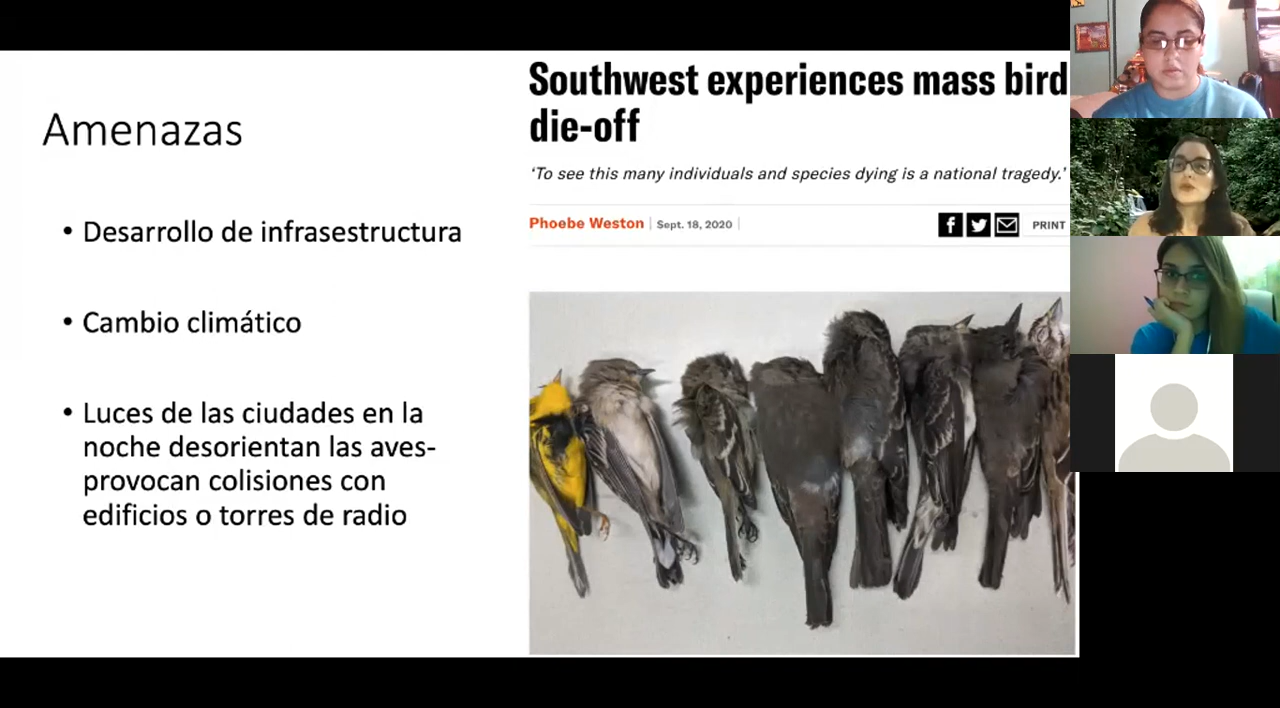 Amenazas
• Desarrollo de infrasestructura
• Cambio climático
• Luces de las ciudades en la
noche desorientan las aves-
provocan colisiones con
edificios o torres de radio
Southwest experiences mass bird
die-off
‘To see this many individuals and species dying is a national tragedy.’
Phoebe Weston | Sept. 18, 2020 |
PRINT